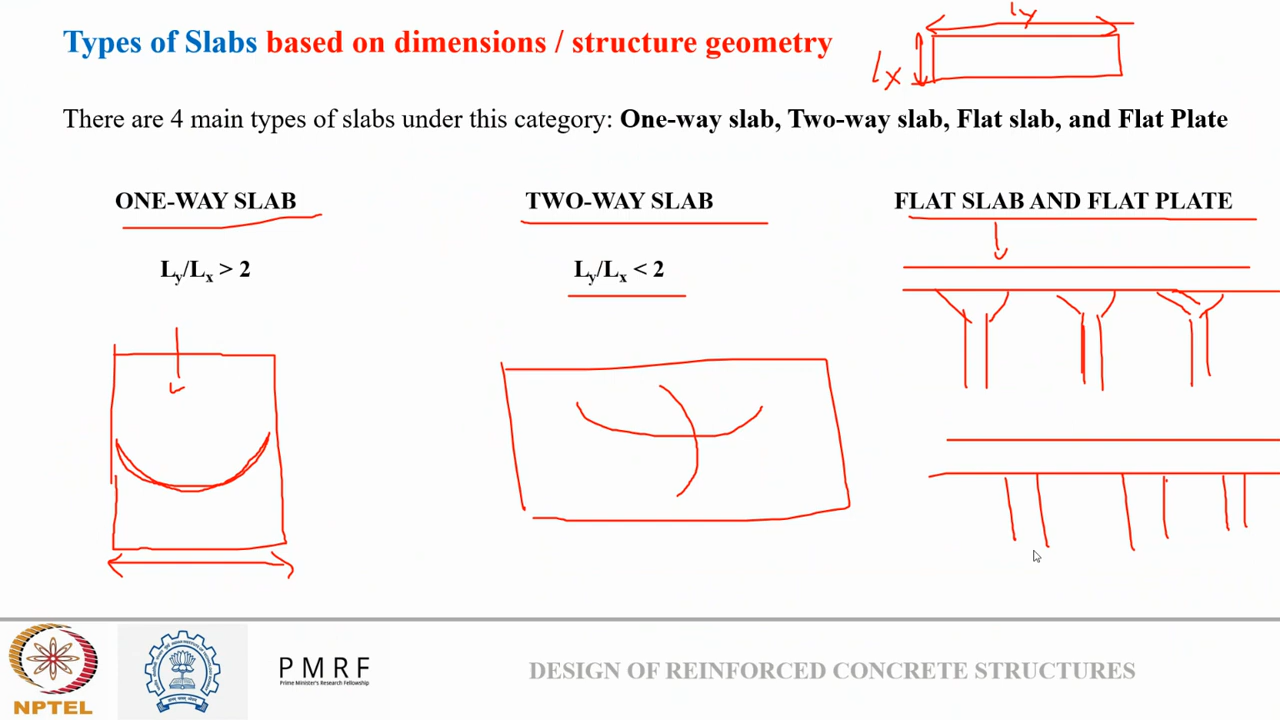 Types of Slabs based on dimensions / structure geometry
ly
lx
There are 4 main types of slabs under this category: One-way slab, Two-way slab, Flat slab, and Flat Plate
ONE-WAY SLAB
TWO-WAY SLAB
FLAT SLAB AND FLAT PLATE
Ly/Lx > 2
Ly/Lx < 2
NPTEL
PMRF
Prime Minister's Research Fellowship
DESIGN OF REINFORCED CONCRETE STRUCTURES